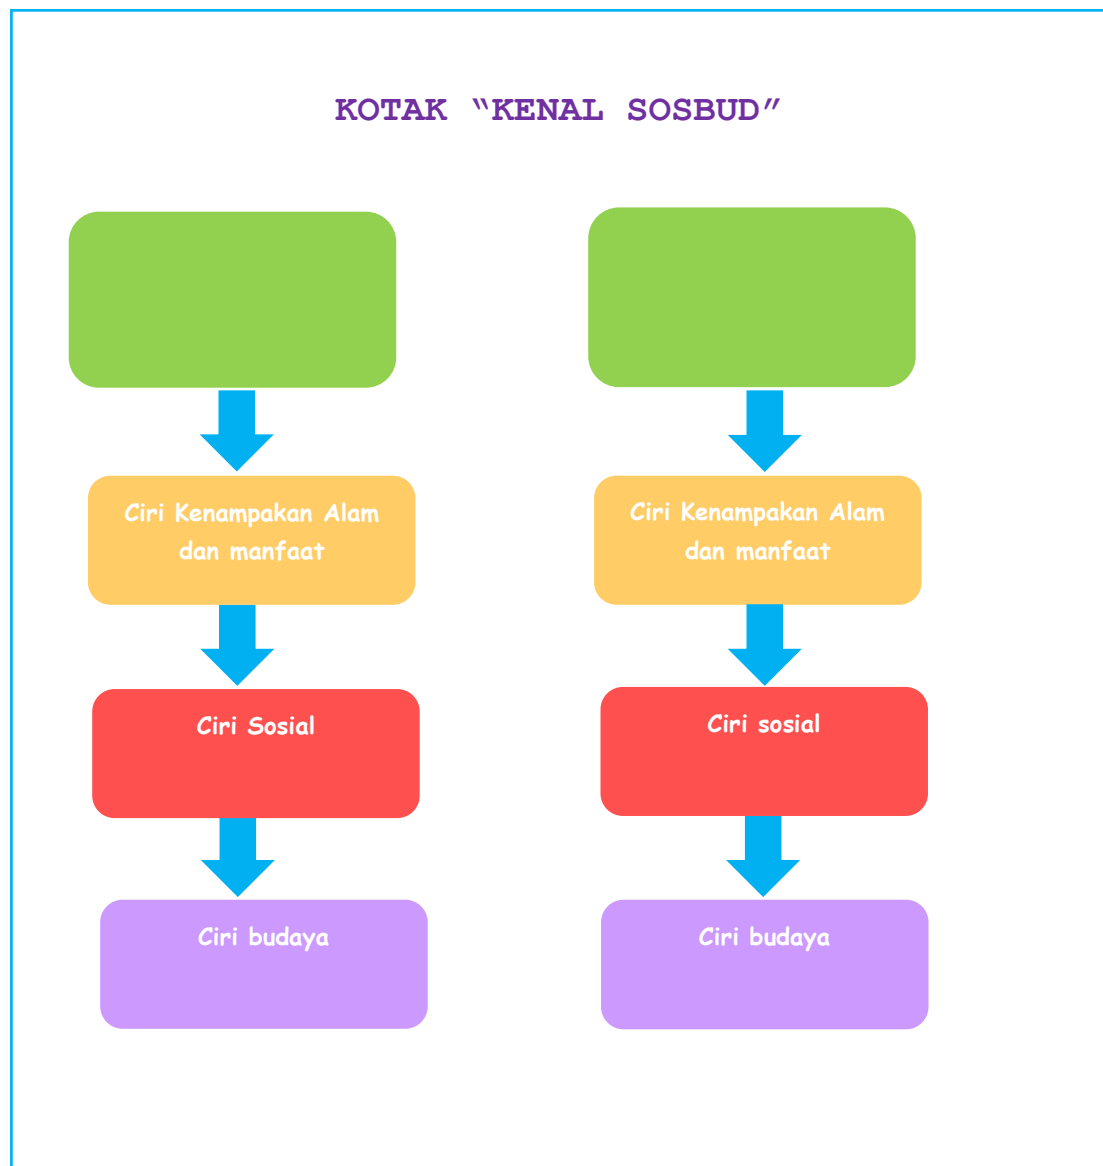 KOTAK “KENAL SOSBUD”
Ciri Kenampakan Alam
dan manfaat
Ciri Sosial
Ciri budaya
Ciri Kenampakan Alam
dan manfaat
Ciri sosial
Ciri budaya